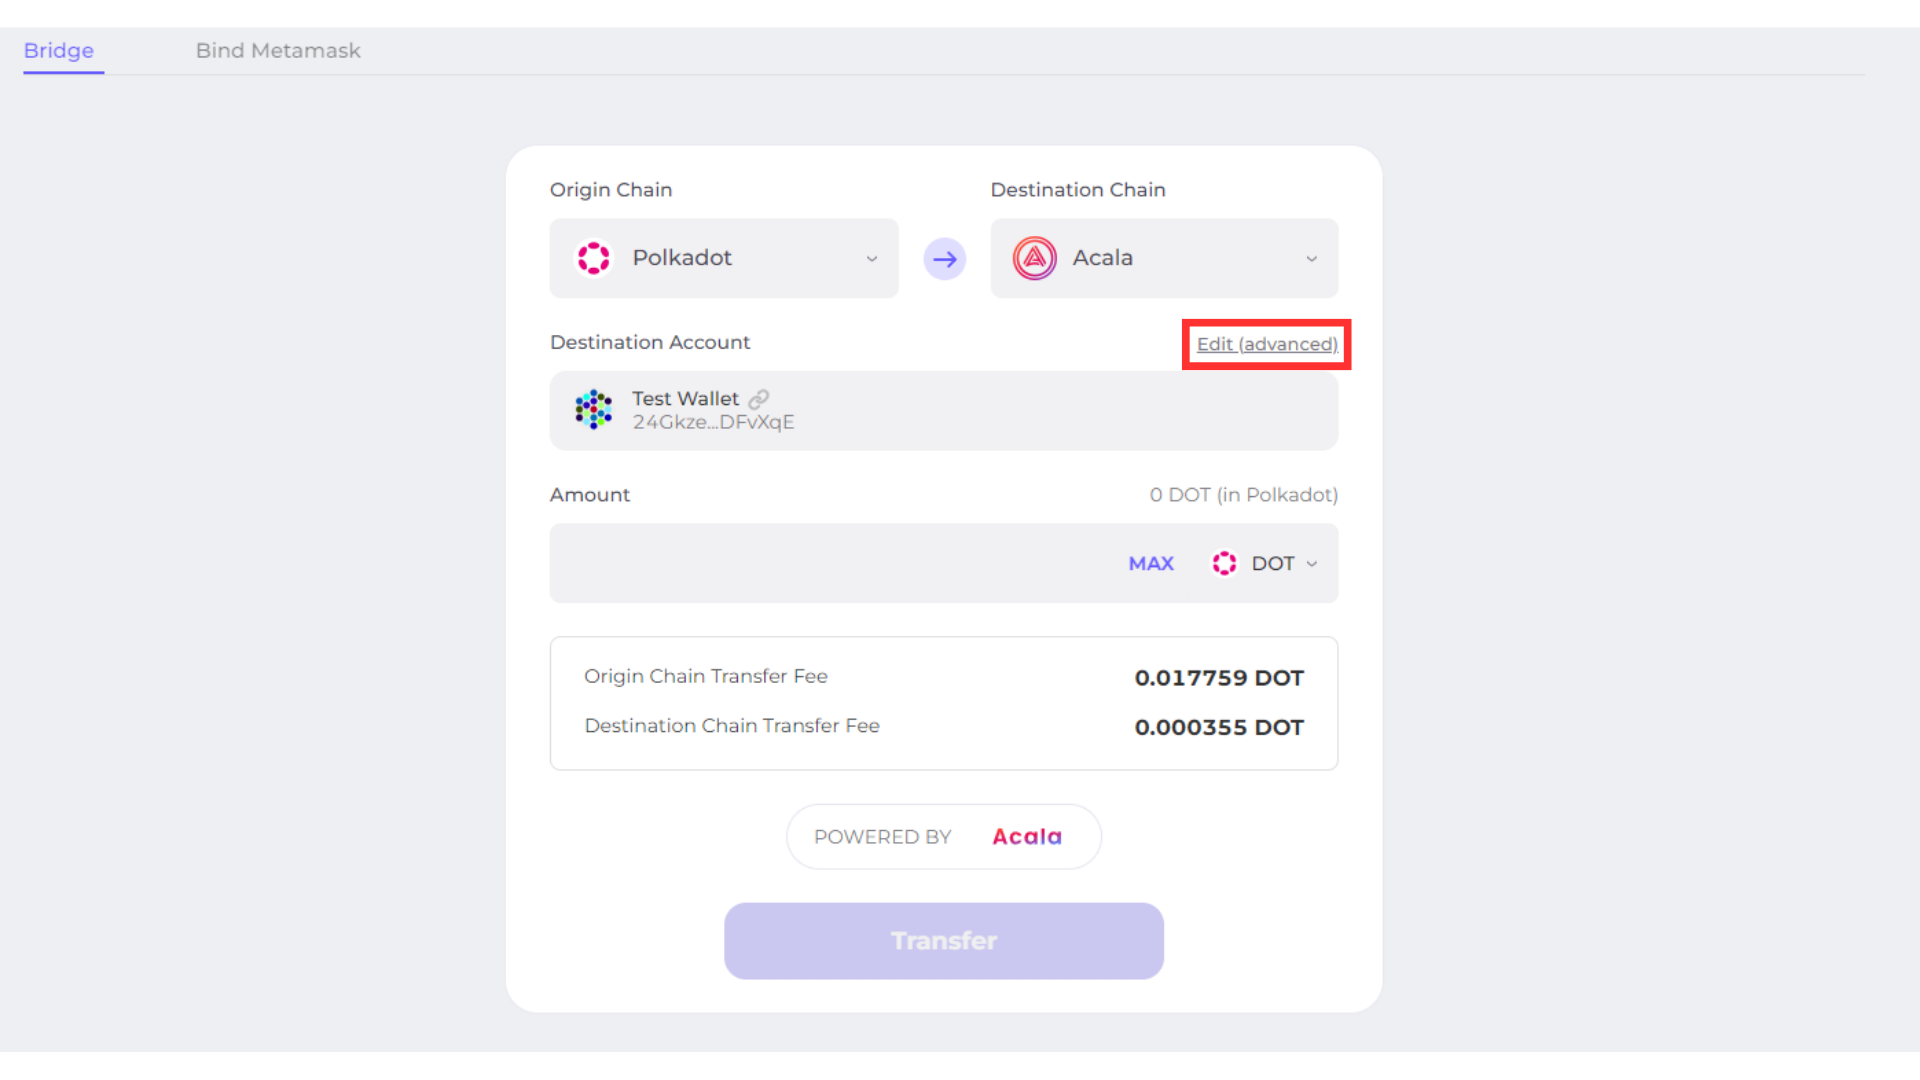 Bridge
Bind Metamask
Origin Chain
Destination Chain
Polkadot
Acala
Destination Account
Edit (advanced)
Test Wallet
24Gkze...DFvXqE
Amount
0 DOT (in Polkadot)
MAX
DOT
Origin Chain Transfer Fee
0.017759 DOT
Destination Chain Transfer Fee
0.000355 DOT
POWERED BY Acala
Transfer